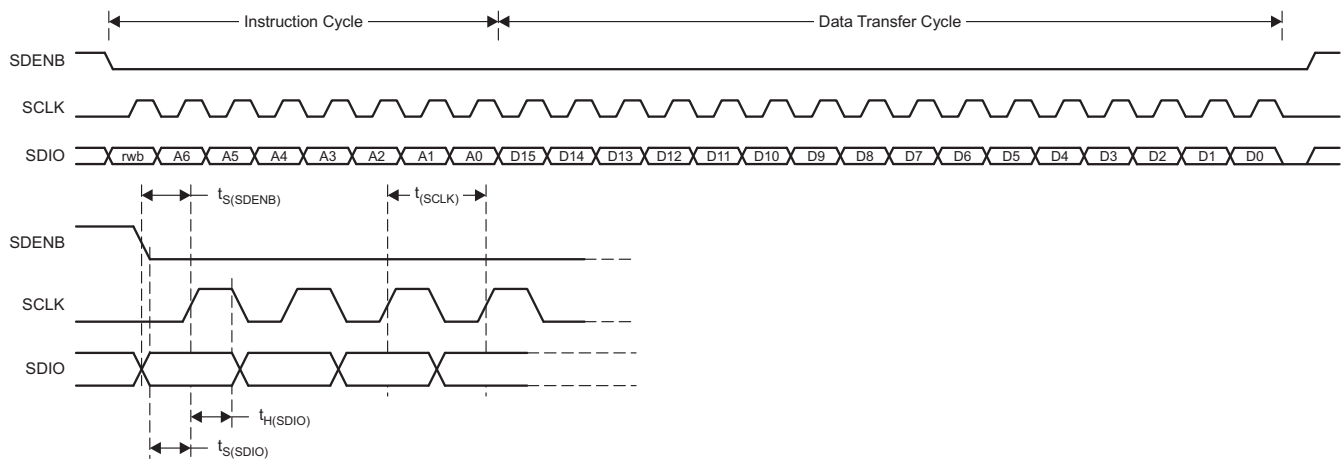 Instruction Cycle Data Transfer Cycle
SDENB
SCLK
SDIO rwb A6 A5 A4 A3 A2 A1 A0 D15 D14 D13 D12 D11 D10 D9 D8 D7 D6 D5 D4 D3 D2 D1 D0
tS(SDENB) t(SCLK)
SDENB
SCLK
SDIO
tH(SDIO)
tS(SDIO)